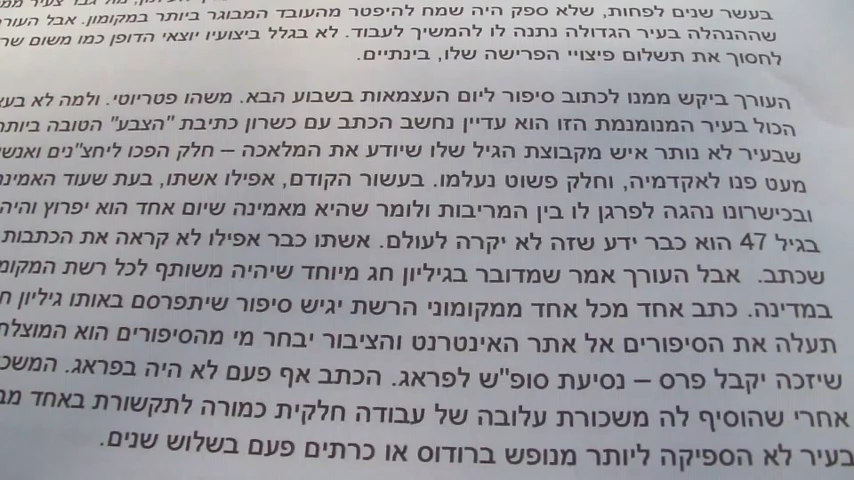 בעשר שנים לפחות, שלא ספק היה שמח להיפטר מהעובד המבוגר ביותר במקומון. אבל
שההנהלה בעיר הגדולה נתנה לו להמשיך לעבוד. לא בגלל ביצועיו יוצאי הדופן כמו משום
לחסוך את תשלום פיצויי הפרישה שלו, בינתיים.
העורך ביקש ממנו לכתוב סיפור ליום העצמאות בשבוע הבא. משהו פטריוטי. ולמה לא
הכול בעיר המנומנמת הזו הוא עדיין נחשב הכתב עם כשרון כתיבת "הצבע" הטובה
שבעיר לא נותר איש מקבוצת הגיל שלו שיודע את המלאכה – חלק הפכו ליחצ"נים
מעט פנו לאקדמיה, וחלק פשוט נעלמו. בעשור הקודם, אפילו אשתו, בעת שעוד האמינה
ובכישרונו נהגה לפרגן לו בין המריבות ולומר שהיא מאמינה שיום אחד הוא יפרוץ
בגיל 47 הוא כבר ידע שזה לא יקרה לעולם. אשתו כבר אפילו לא קראה את הכתבות
שכתב. אבל העורך אמר שמדובר בגיליון חג מיוחד שיהיה משותף לכל רשת
במדינה. כתב אחד מכל אחד ממקומוני הרשת יגיש סיפור שיתפרסם באותו גיליון
תעלה את הסיפורים אל אתר האינטרנט והציבור יבחר מי מהסיפורים הוא
שיזכה יקבל פרס – נסיעת סופ"ש לפראג. הכתב אף פעם לא היה בפראג.
אחרי שהוסיף לה משכורת עלובה של עבודה חלקית כמורה לתקשורת באחד
בעיר לא הספיקה ליותר מנופש ברודוס או כרתים פעם בשלוש שנים.